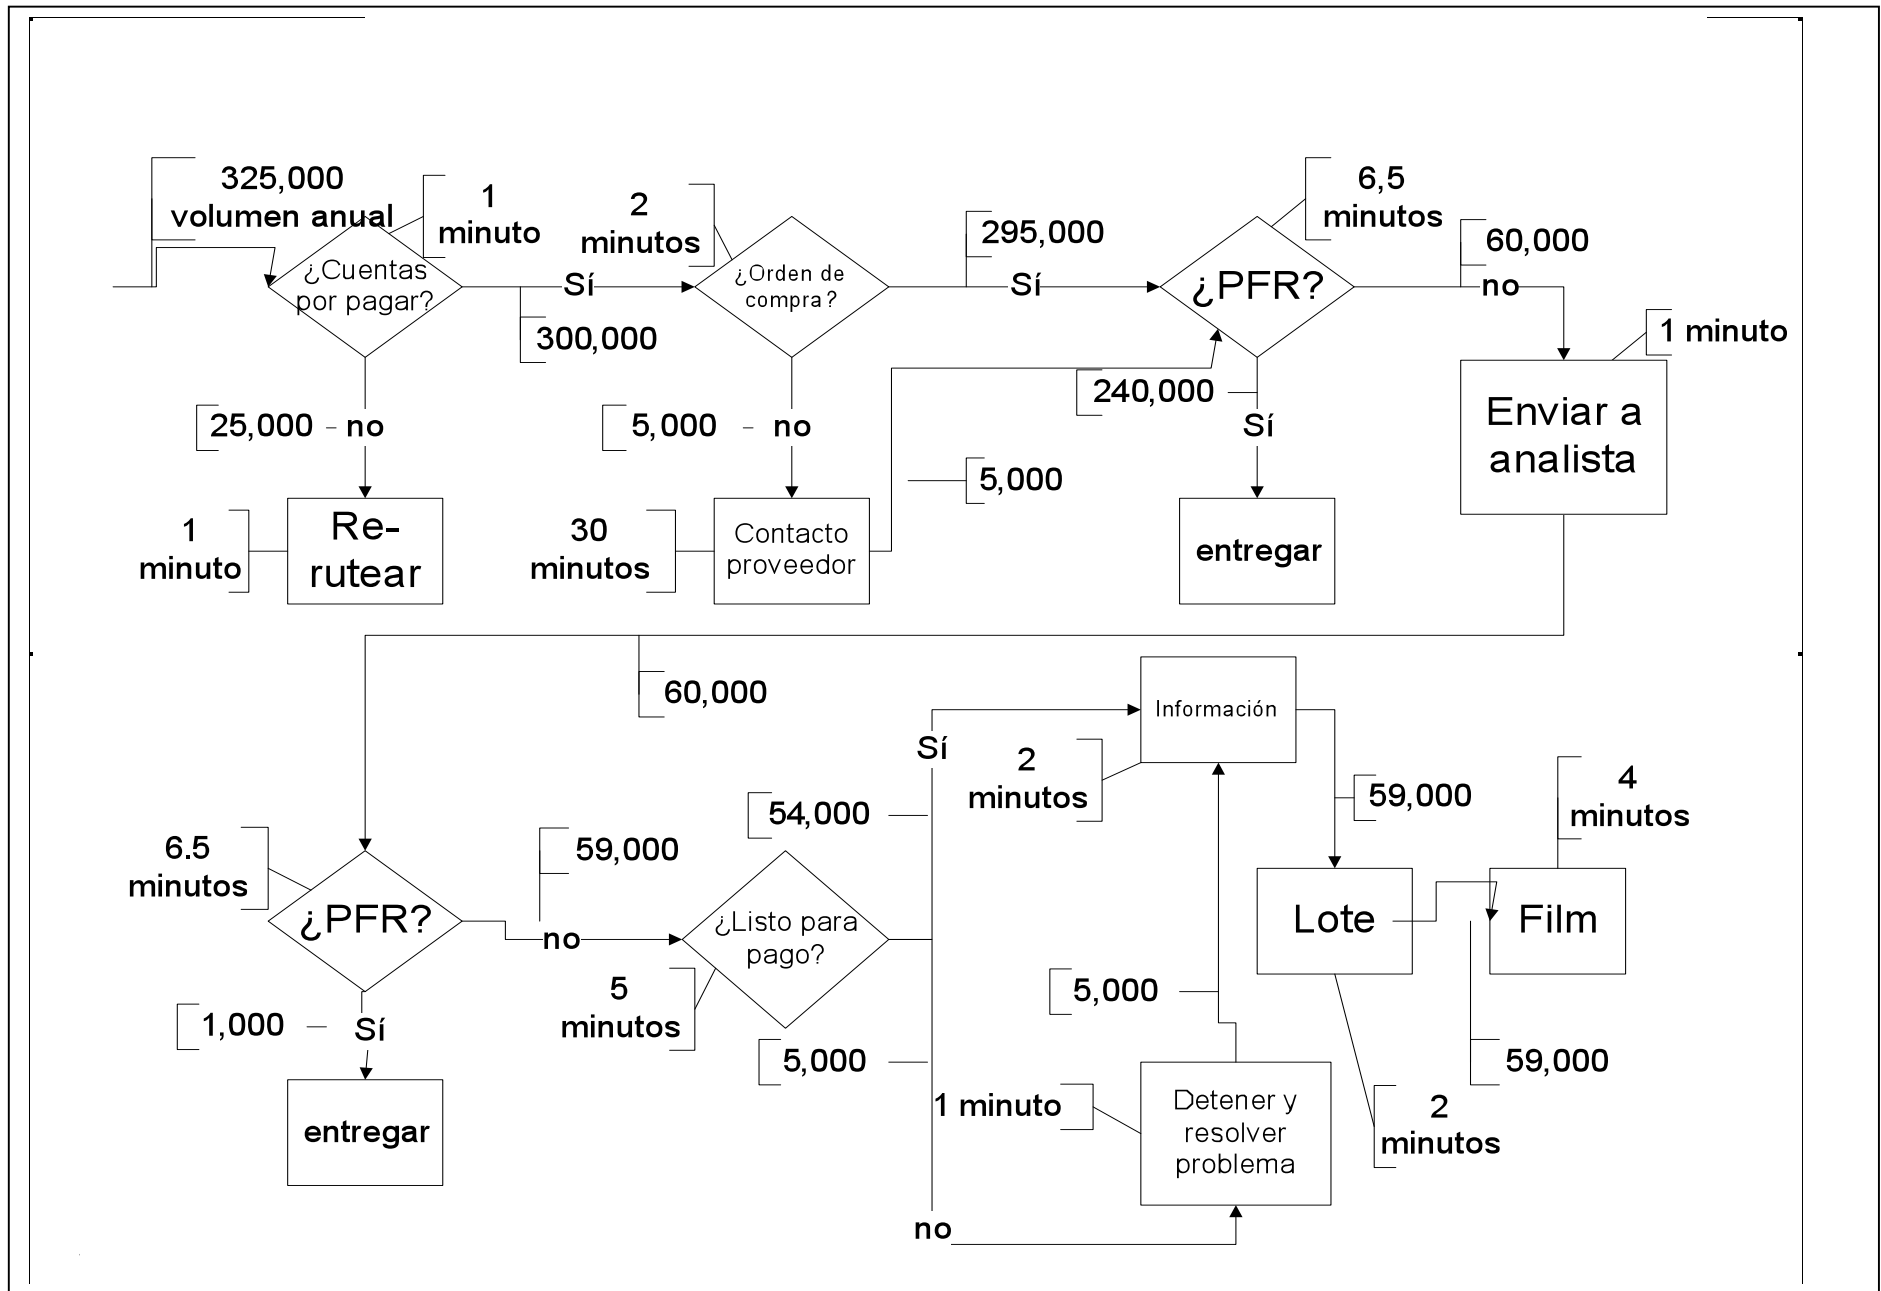 325,000
volumen anual
1
minuto
¿Cuentas
por pagar?
Sí
300,000
2
minutos
¿Orden de
compra?
295,000
Sí
6,5
minutos
¿PFR?
60,000
no
1 minuto
Enviar a
analista
25,000
no
1
minuto
Re-
rutear
5,000
no
30
minutos
Contacto
proveedor
5,000
240,000
Sí
entregar
60,000
6.5
minutos
¿PFR?
1,000
Sí
entregar
59,000
no
5
minutos
¿Listo para
pago?
54,000
Sí
5,000
no
2
minutos
Información
5,000
1 minuto
Detener y
resolver
problema
59,000
Lote
2
minutos
59,000
4
minutos
Film